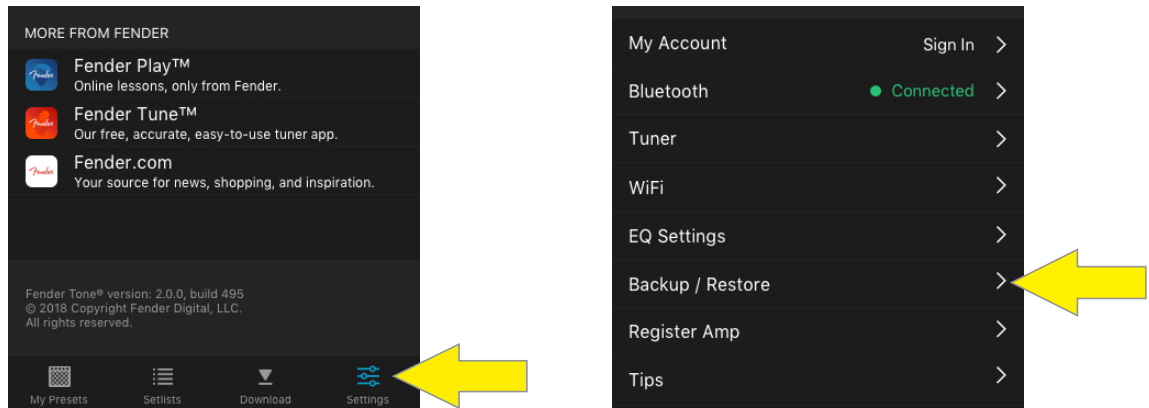 MORE FROM FENDER
Fender
Fender Play™
Online lessons, only from Fender.
Fender
Fender Tune™
Our free, accurate, easy-to-use tuner app.
Fender
Fender.com
Your source for news, shopping, and inspiration.
Fender Tone® version: 2.0.0, build 495
© 2018 Copyright Fender Digital, LLC.
All rights reserved.
My Presets Setlists Download Settings
My Account Sign In
Bluetooth Connected
Tuner
WiFi
EQ Settings
Backup / Restore
Register Amp
Tips